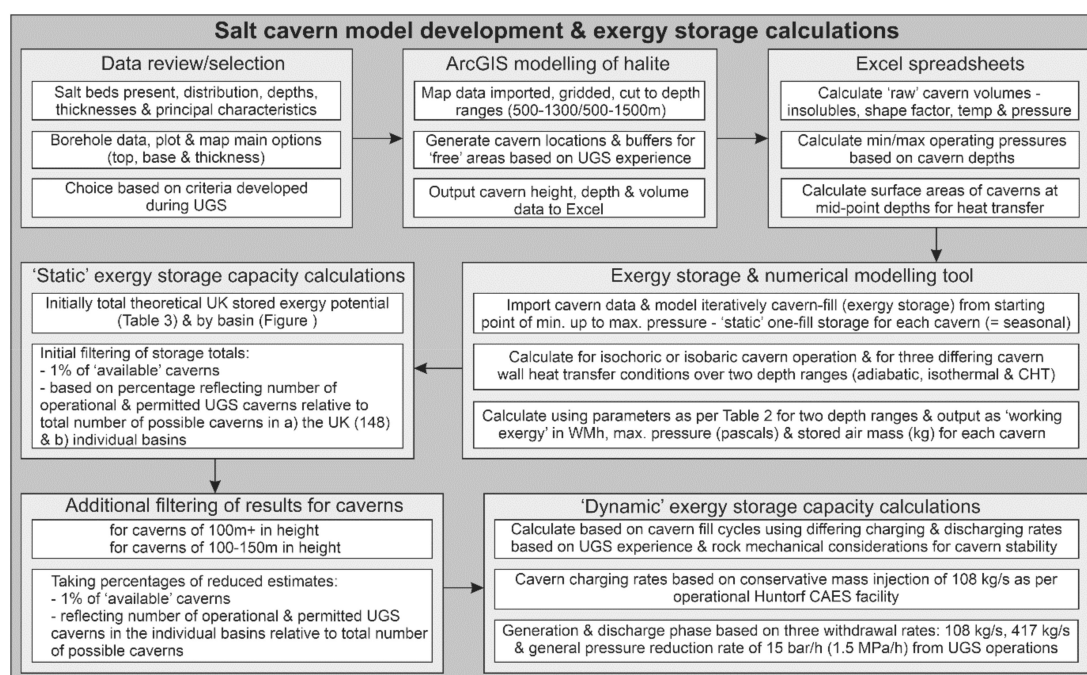 Salt cavern model development & exergy storage calculations
Data review/selection
Salt beds present, distribution, depths,
thicknesses & principal characteristics
Borehole data, plot & map main options
(top, base & thickness)
Choice based on criteria developed
during UGS
ArcGIS modelling of halite
Map data imported, gridded, cut to depth
ranges (500-1300/500-1500m)
Generate cavern locations & buffers for
'free' areas based on UGS experience
Output cavern height, depth & volume
data to Excel
Excel spreadsheets
Calculate 'raw' cavern volumes -
insolubles, shape factor, temp & pressure
Calculate min/max operating pressures
based on cavern depths
Calculate surface areas of caverns at
mid-point depths for heat transfer
Exergy storage & numerical modelling tool
Import cavern data & model iteratively cavern-fill (exergy storage) from starting
point of min. up to max. pressure - 'static' one-fill storage for each cavern (= seasonal)
Calculate for isochoric or isobaric cavern operation & for three differing cavern
wall heat transfer conditions over two depth ranges (adiabatic, isothermal & CHT)
Calculate using parameters as per Table 2 for two depth ranges & output as 'working
exergy' in WMh, max. pressure (pascals) & stored air mass (kg) for each cavern
'Static' exergy storage capacity calculations
Initially total theoretical UK stored exergy potential
(Table 3) & by basin (Figure )
Initial filtering of storage totals:
- 1% of 'available' caverns
- based on percentage reflecting number of
operational & permitted UGS caverns relative to
total number of possible caverns in a) the UK (148)
& b) individual basins
Additional filtering of results for caverns
for caverns of 100m+ in height
for caverns of 100-150m in height
Taking percentages of reduced estimates:
- 1% of 'available' caverns
- reflecting number of operational & permitted UGS
caverns in the individual basins relative to total number
of possible caverns
'Dynamic' exergy storage capacity calculations
Calculate based on cavern fill cycles using differing charging & discharging rates
based on UGS experience & rock mechanical considerations for cavern stability
Cavern charging rates based on conservative mass injection of 108 kg/s as per
operational Huntorf CAES facility
Generation & discharge phase based on three withdrawal rates: 108 kg/s, 417 kg/s
& general pressure reduction rate of 15 bar/h (1.5 MPa/h) from UGS operations